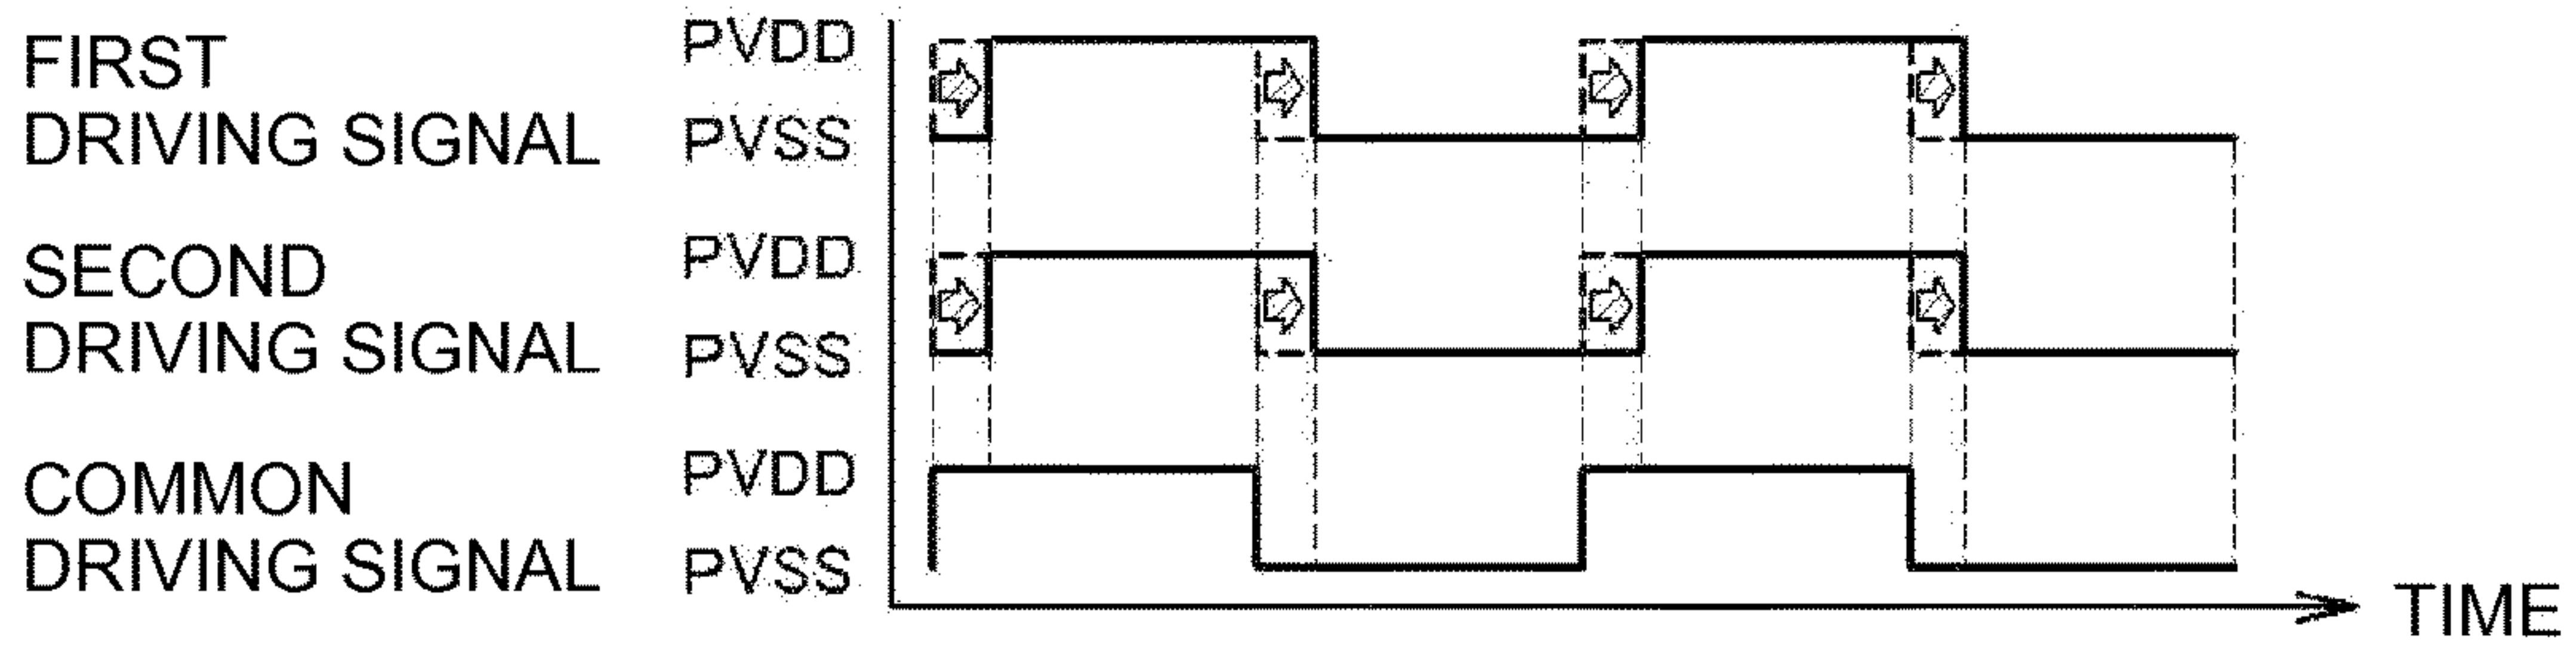 FIRST
DRIVING SIGNAL
PVDD
PVSS
SECOND
DRIVING SIGNAL
PVDD
PVSS
COMMON
DRIVING SIGNAL
PVDD
PVSS
TIME